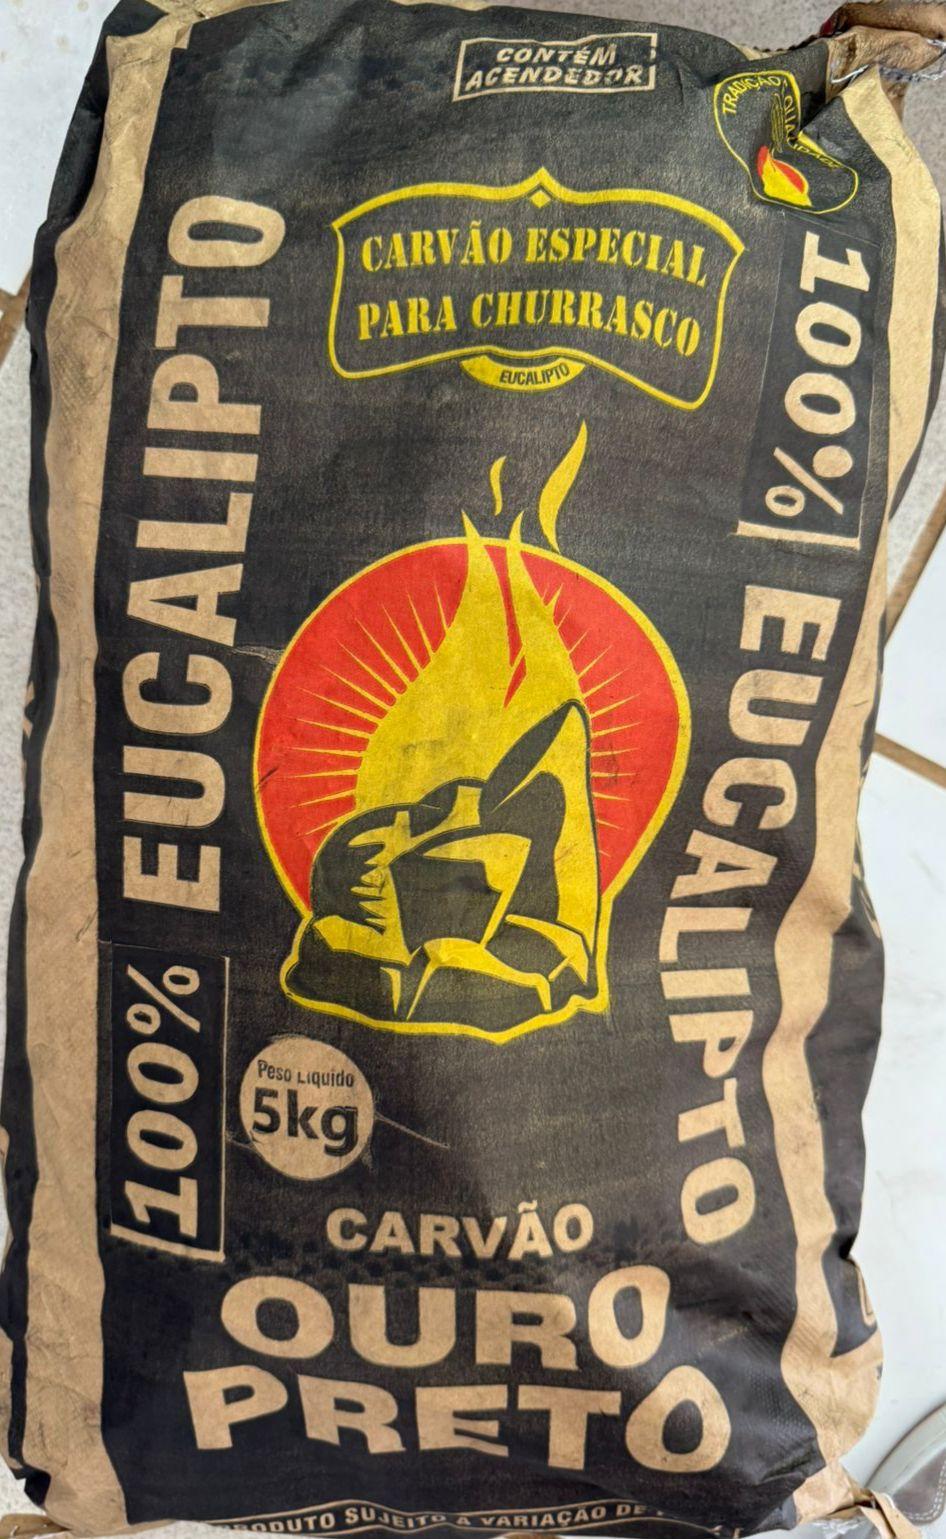 CONTÉM
ACENDEDOR
TRADIÇÃO
CARVÃO ESPECIAL
PARA CHURRASCO
EUCALIPTO
100% EUCALIPTO
100% EUCALIPTO
Peso Líquido
5kg
CARVÃO
OURO
PRETO
PRODUTO SUJEITO A VARIAÇÃO DE